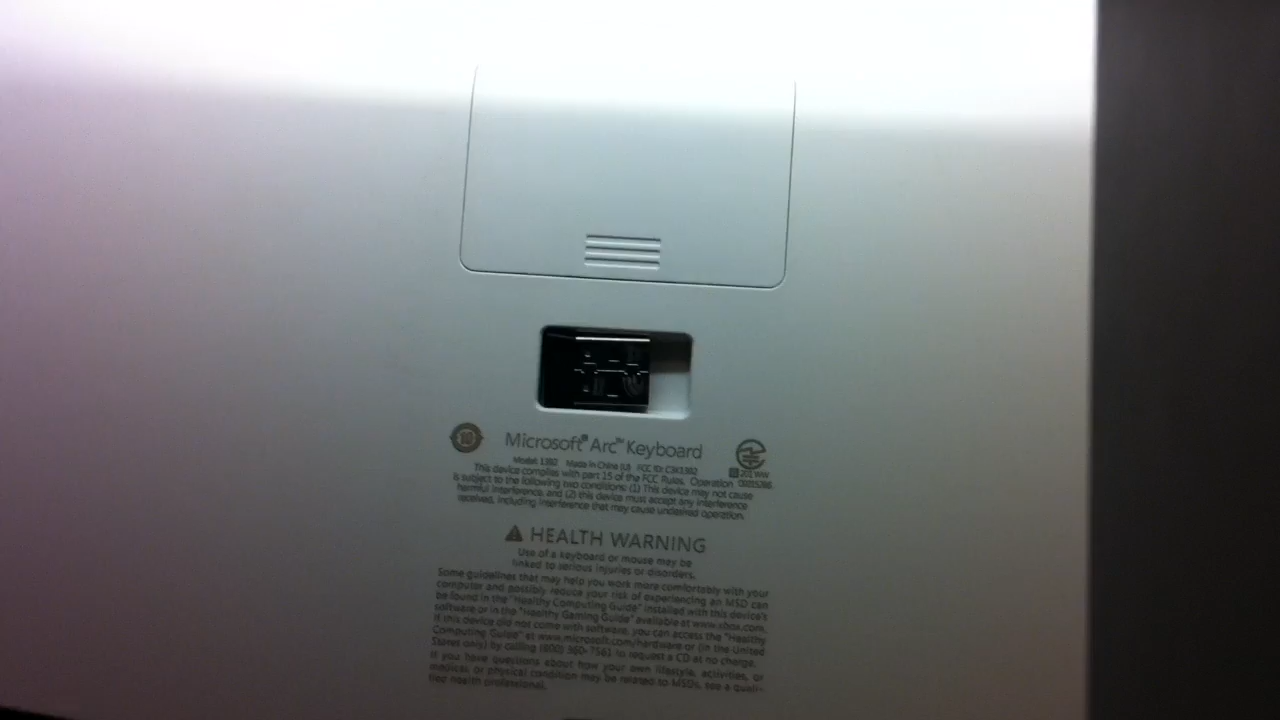 10
Microsoft® Arc™ Keyboard
Model: 1392 Made in China FCC ID: C3K1392
This device complies with part 15 of the FCC Rules. Operation
is subject to the following two conditions: (1) This device may not cause
harmful interference, and (2) this device must accept any interference
received, including interference that may cause undesired operation.
HEALTH WARNING
Use of a keyboard or mouse may be
linked to serious injuries or disorders.
Some guidelines that may help you work more comfortably with your
computer and possibly reduce your risk of experiencing an MSD can
be found in the "Healthy Computing Guide" installed with this device's
software or in the "Healthy Gaming Guide" available at www.xbox.com.
If this device did not come with software, you can access the "Healthy
Computing Guide" at www.microsoft.com/hardware or (in the United
States only) by calling (800) 360-7561 to request a CD at no charge.
If you have questions about how your own lifestyle, activities, or
medical or physical condition may be related to MSDs, see a quali-
fied health professional.